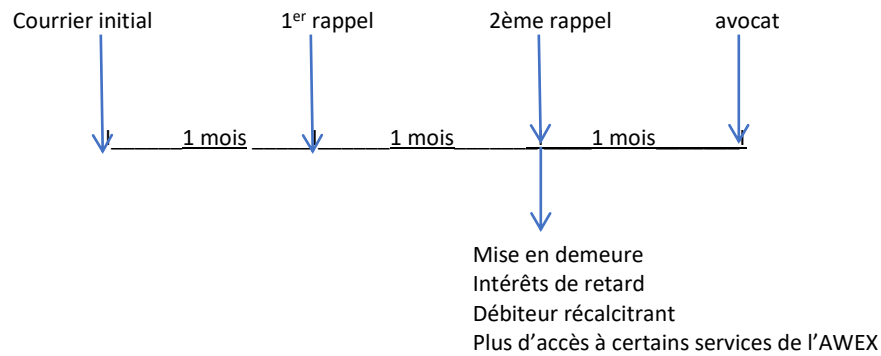 Courrier initial 1er rappel 2ème rappel avocat
1 mois 1 mois 1 mois
Mise en demeure
Intérêts de retard
Débiteur récalcitrant
Plus d’accès à certains services de l’AWEX